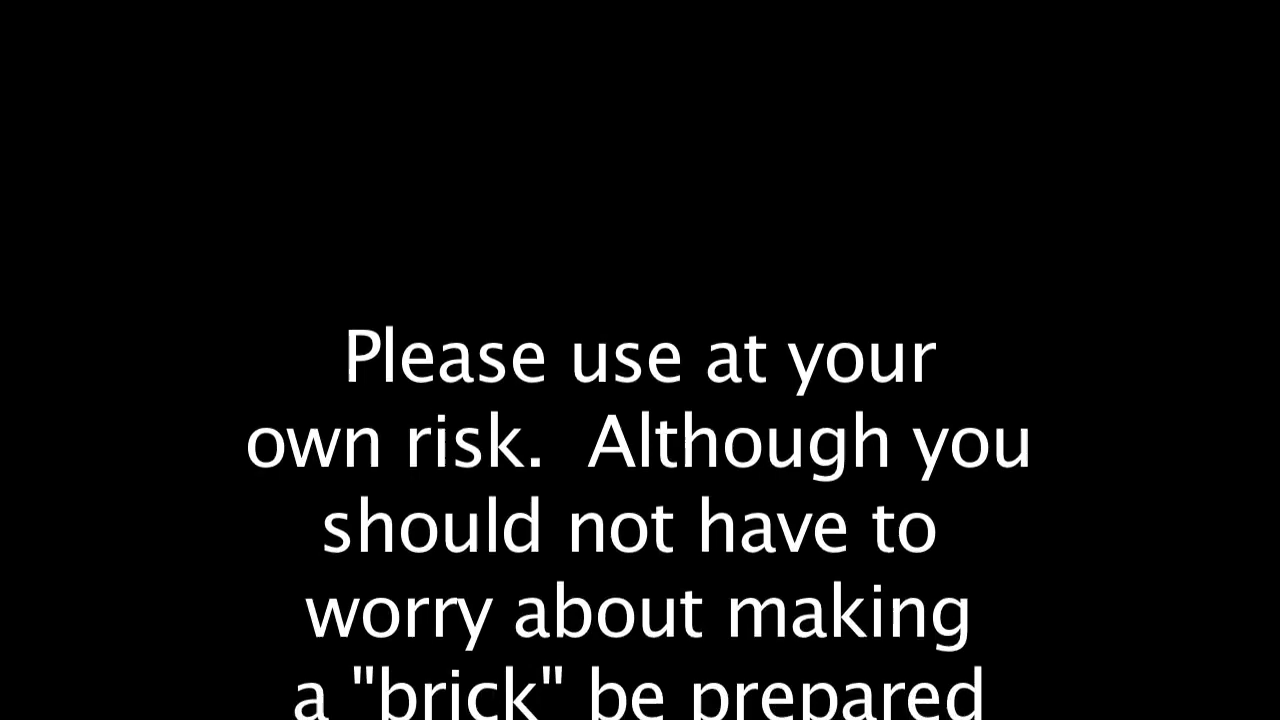 Please use at your
own risk.  Although you
should not have to
worry about making
a "brick" be prepared